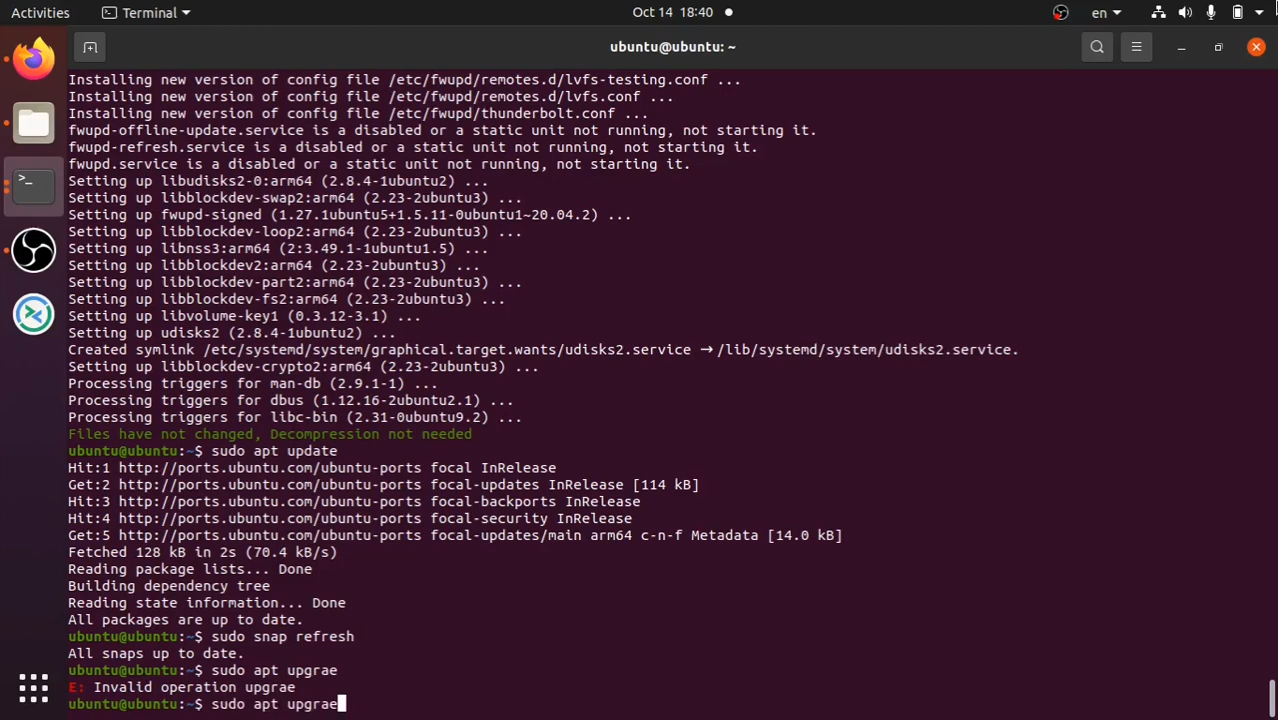 Activities
Terminal
Oct 14 18:40
en
ubuntu@ubuntu: ~
Installing new version of config file /etc/fwupd/remotes.d/lvfs-testing.conf ...
Installing new version of config file /etc/fwupd/remotes.d/lvfs.conf ...
Installing new version of config file /etc/fwupd/thunderbolt.conf ...
fwupd-offline-update.service is a disabled or a static unit not running, not starting it.
fwupd-refresh.service is a disabled or a static unit not running, not starting it.
fwupd.service is a disabled or a static unit not running, not starting it.
Setting up libudisks2-0:arm64 (2.8.4-1ubuntu2) ...
Setting up libblockdev-swap2:arm64 (2.23-2ubuntu3) ...
Setting up fwupd-signed (1.27.1ubuntu5+1.5.11-0ubuntu1~20.04.2) ...
Setting up libblockdev-loop2:arm64 (2.23-2ubuntu3) ...
Setting up libnss3:arm64 (2:3.49.1-1ubuntu1.5) ...
Setting up libblockdev2:arm64 (2.23-2ubuntu3) ...
Setting up libblockdev-part2:arm64 (2.23-2ubuntu3) ...
Setting up libblockdev-fs2:arm64 (2.23-2ubuntu3) ...
Setting up libvolume-key1 (0.3.12-3.1) ...
Setting up udisks2 (2.8.4-1ubuntu2) ...
Created symlink /etc/systemd/system/graphical.target.wants/udisks2.service → /lib/systemd/system/udisks2.service.
Setting up libblockdev-crypto2:arm64 (2.23-2ubuntu3) ...
Processing triggers for man-db (2.9.1-1) ...
Processing triggers for dbus (1.12.16-2ubuntu2.1) ...
Processing triggers for libc-bin (2.31-0ubuntu9.2) ...
Files have not changed, Decompression not needed
ubuntu@ubuntu:~$ sudo apt update
Hit:1 http://ports.ubuntu.com/ubuntu-ports focal InRelease
Get:2 http://ports.ubuntu.com/ubuntu-ports focal-updates InRelease [114 kB]
Hit:3 http://ports.ubuntu.com/ubuntu-ports focal-backports InRelease
Hit:4 http://ports.ubuntu.com/ubuntu-ports focal-security InRelease
Get:5 http://ports.ubuntu.com/ubuntu-ports focal-updates/main arm64 c-n-f Metadata [14.0 kB]
Fetched 128 kB in 2s (70.4 kB/s)
Reading package lists... Done
Building dependency tree
Reading state information... Done
All packages are up to date.
ubuntu@ubuntu:~$ sudo snap refresh
All snaps up to date.
ubuntu@ubuntu:~$ sudo apt upgrae
E: Invalid operation upgrae
ubuntu@ubuntu:~$ sudo apt upgrae